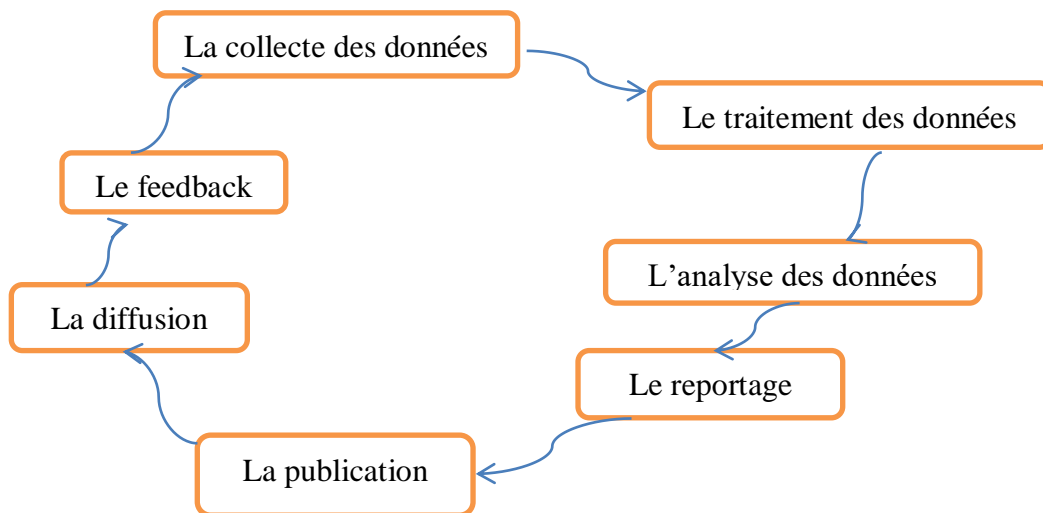 La collecte des données
Le traitement des données
L’analyse des données
Le reportage
La publication
La diffusion
Le feedback